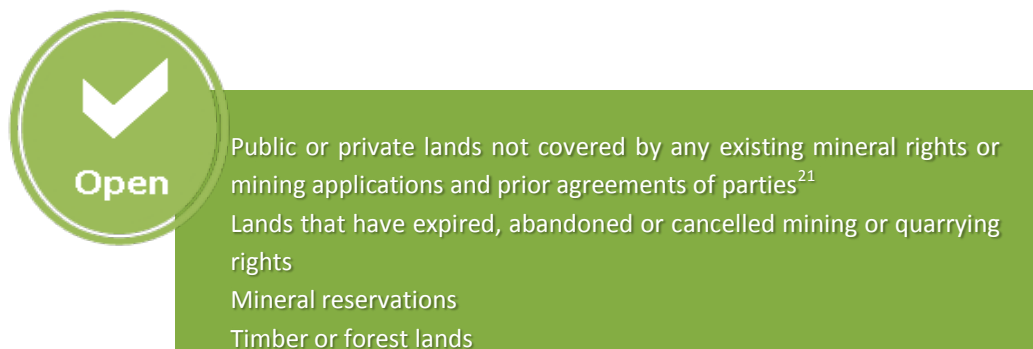 Open
Public or private lands not covered by any existing mineral rights or
mining applications and prior agreements of parties21
Lands that have expired, abandoned or cancelled mining or quarrying
rights
Mineral reservations
Timber or forest lands